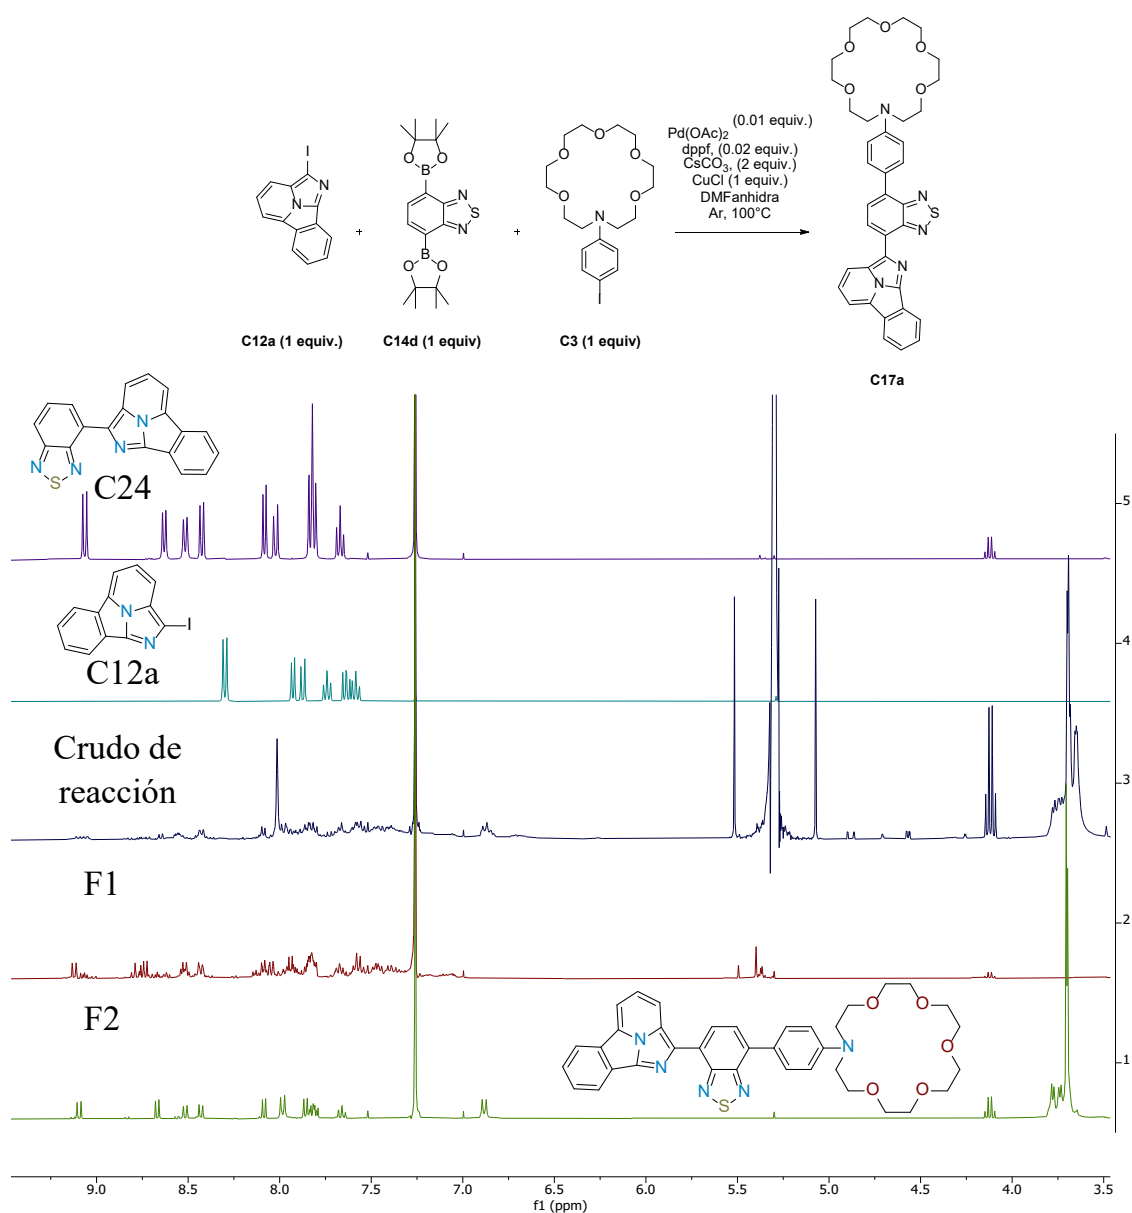 I
N
N
C12a (1 equiv.)
+
O
O
B
N
S
N
B
O
O
C14d (1 equiv)
+
O
O
O
O
O
N
I
C3 (1 equiv)
Pd(OAc)2 (0.01 equiv.)
dppf, (0.02 equiv.)
CsCO3, (2 equiv.)
CuCl (1 equiv.)
DMFanhidra
Ar, 100°C
O
O
O
O
O
N
N
S
N
N
N
C17a
N
N
N
N
S
C24
5
N
N
I
C12a
4
Crudo de
reacción
3
F1
2
F2
N
N
N
N
S
N
O
O
O
O
O
1
9.0 8.5 8.0 7.5 7.0 6.5 6.0 5.5 5.0 4.5 4.0 3.5
f1 (ppm)